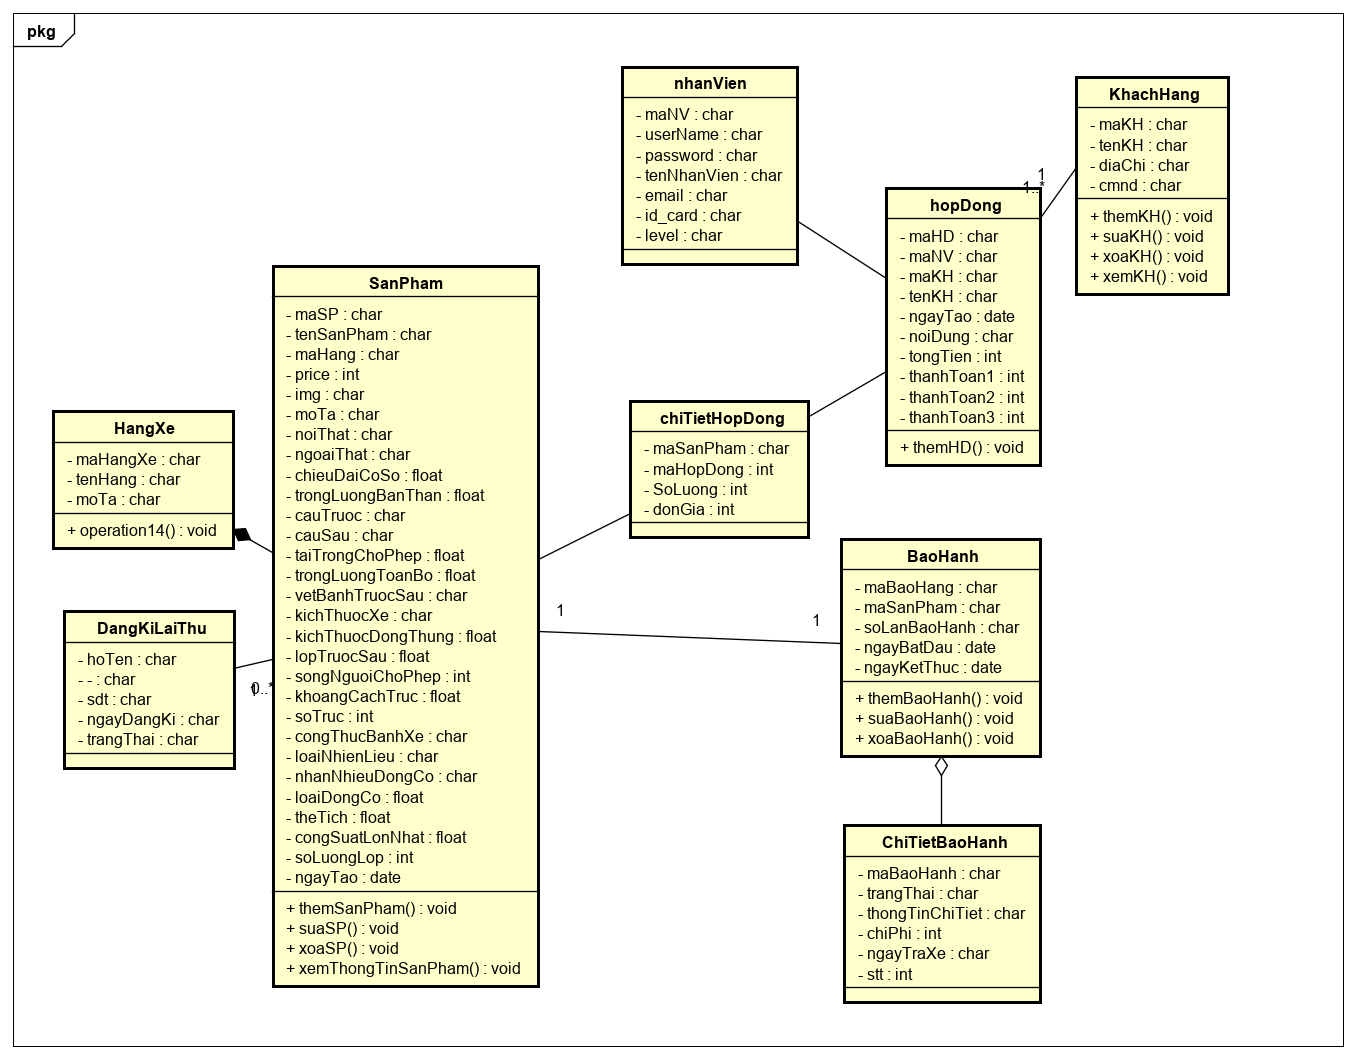 pkg
nhanVien
- maNV : char
- userName : char
- password : char
- tenNhanVien : char
- email : char
- id_card : char
- level : char
KhachHang
- maKH : char
- tenKH : char
- diaChi : char
- cmnd : char
+ themKH() : void
+ suaKH() : void
+ xoaKH() : void
+ xemKH() : void
1
1..*
hopDong
- maHD : char
- maNV : char
- maKH : char
- tenKH : char
- ngayTao : date
- noiDung : char
- tongTien : int
- thanhToan1 : int
- thanhToan2 : int
- thanhToan3 : int
+ themHD() : void
SanPham
- maSP : char
- tenSanPham : char
- maHang : char
- price : int
- img : char
- moTa : char
- noiThat : char
- ngoaiThat : char
- chieuDaiCoSo : float
- trongLuongBanThan : float
- cauTruoc : char
- cauSau : char
- taiTrongChoPhep : float
- trongLuongToanBo : float
- vetBanhTruocSau : char
- kichThuocXe : char
- kichThuocDongThung : float
- lopTruocSau : float
- songNguoiChoPhep : int
- khoangCachTruc : float
- soTruc : int
- congThucBanhXe : char
- loaiNhienLieu : char
- nhanNhieuDongCo : char
- loaiDongCo : float
- theTich : float
- congSuatLonNhat : float
- soLuongLop : int
- ngayTao : date
+ themSanPham() : void
+ suaSP() : void
+ xoaSP() : void
+ xemThongTinSanPham() : void
HangXe
- maHangXe : char
- tenHang : char
- moTa : char
+ operation14() : void
chiTietHopDong
- maSanPham : char
- maHopDong : int
- SoLuong : int
- donGia : int
DangKiLaiThu
- hoTen : char
- - : char
- sdt : char
- ngayDangKi : char
- trangThai : char
1
0..*
1
1
BaoHanh
- maBaoHang : char
- maSanPham : char
- soLanBaoHanh : char
- ngayBatDau : date
- ngayKetThuc : date
+ themBaoHanh() : void
+ suaBaoHanh() : void
+ xoaBaoHanh() : void
ChiTietBaoHanh
- maBaoHanh : char
- trangThai : char
- thongTinChiTiet : char
- chiPhi : int
- ngayTraXe : char
- stt : int